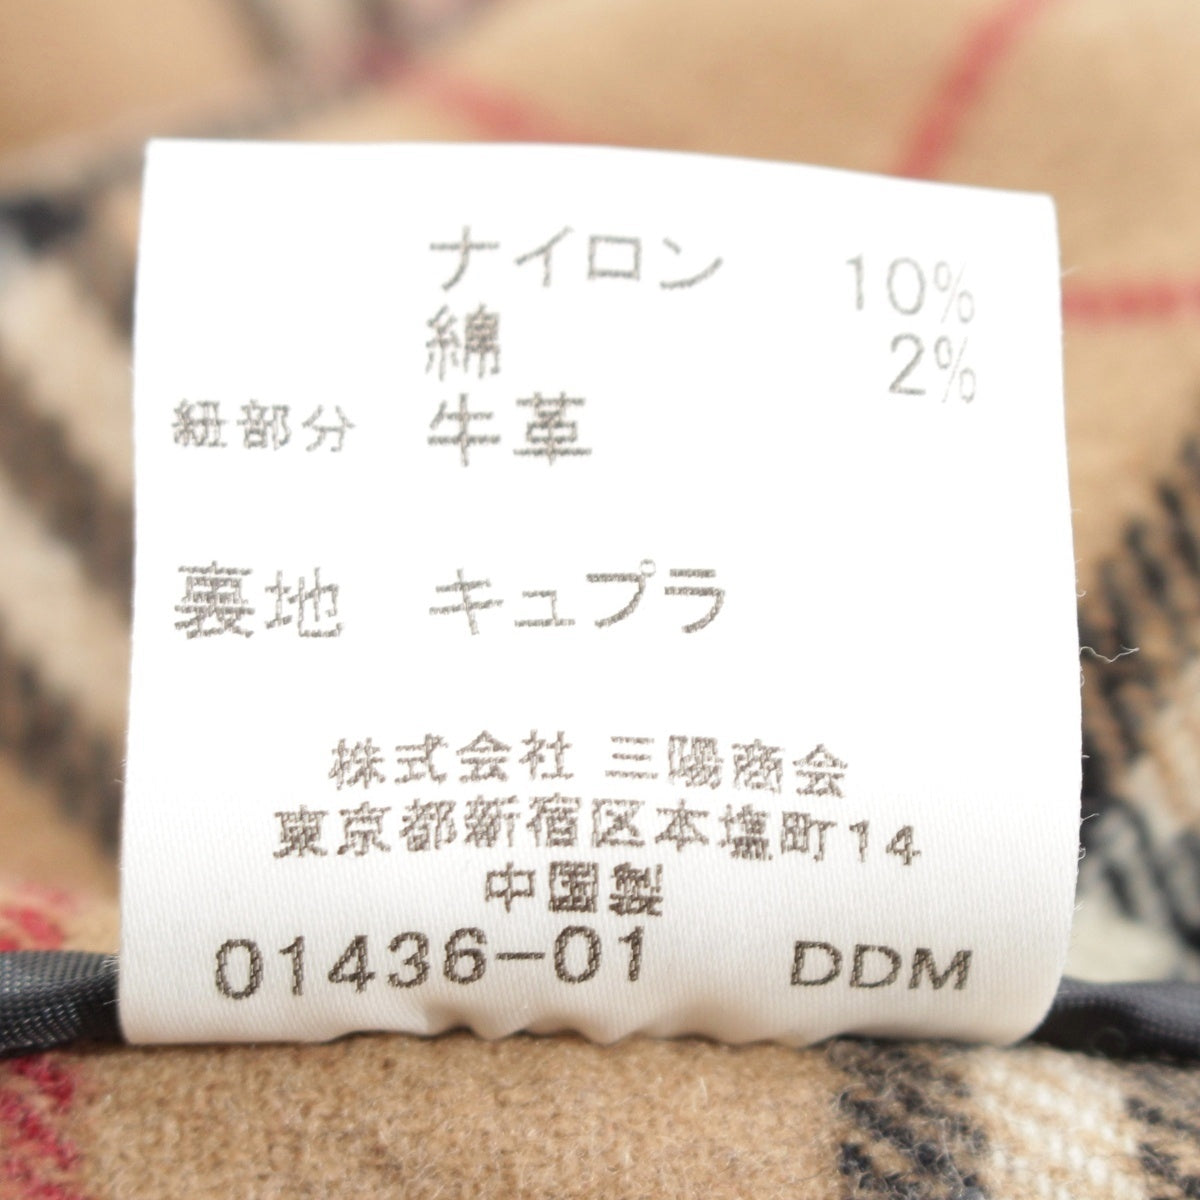 ナイロン 10%
綿 2%
紐部分 牛革
裏地 キュプラ
株式会社 三陽商会
東京都新宿区本塩町14
中国製
01436-01 DDM